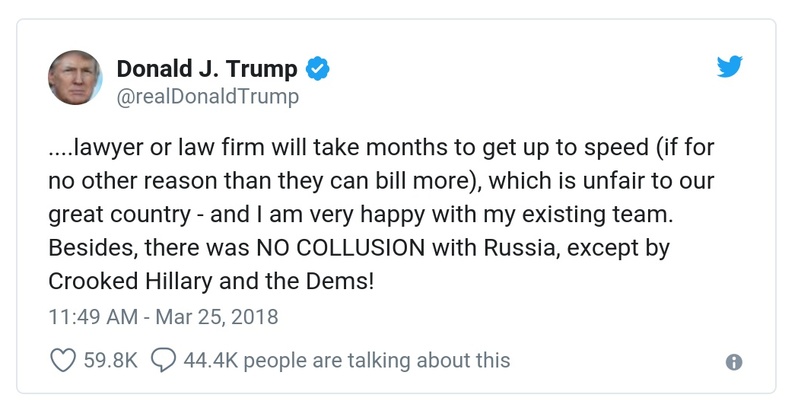 Donald J. Trump
@realDonaldTrump
....lawyer or law firm will take months to get up to speed (if for
no other reason than they can bill more), which is unfair to our
great country - and I am very happy with my existing team.
Besides, there was NO COLLUSION with Russia, except by
Crooked Hillary and the Dems!
11:49 AM - Mar 25, 2018
59.8K 44.4K people are talking about this